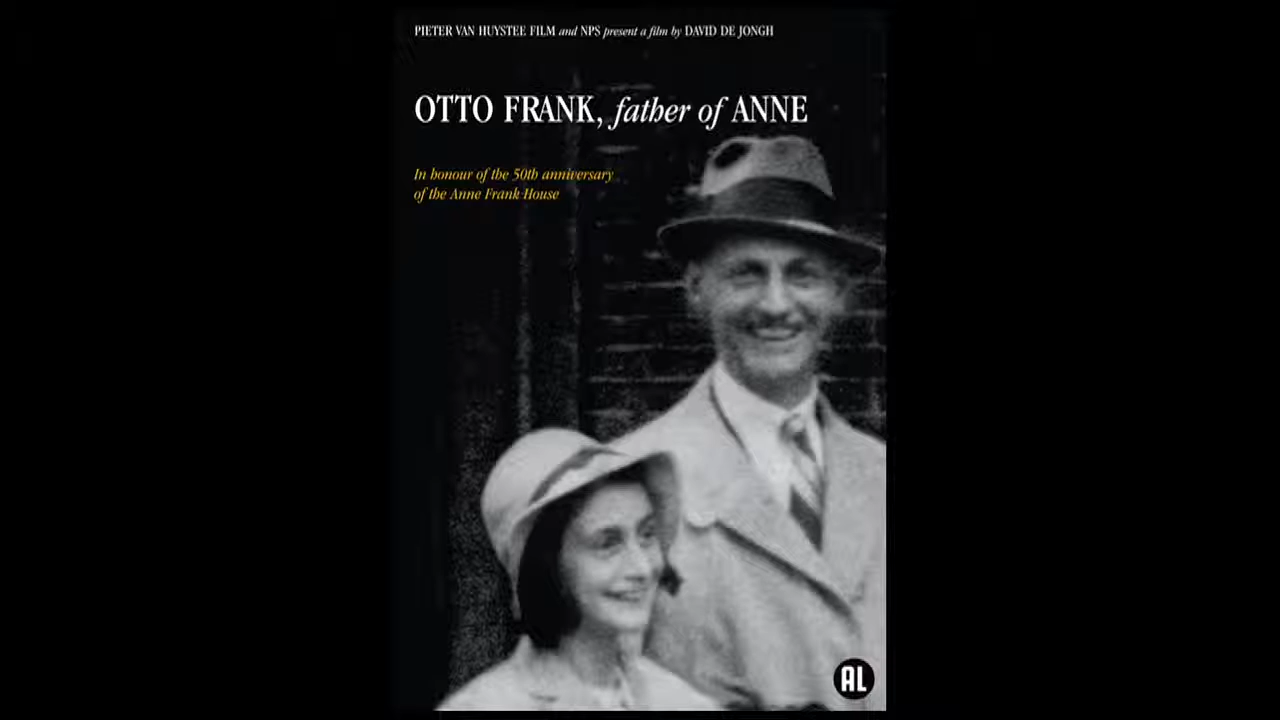 PIETER VAN HUYSTEE FILM and NPS present a film by DAVID DE JONGH
OTTO FRANK, father of ANNE
In honour of the 50th anniversary
of the Anne Frank House
AL